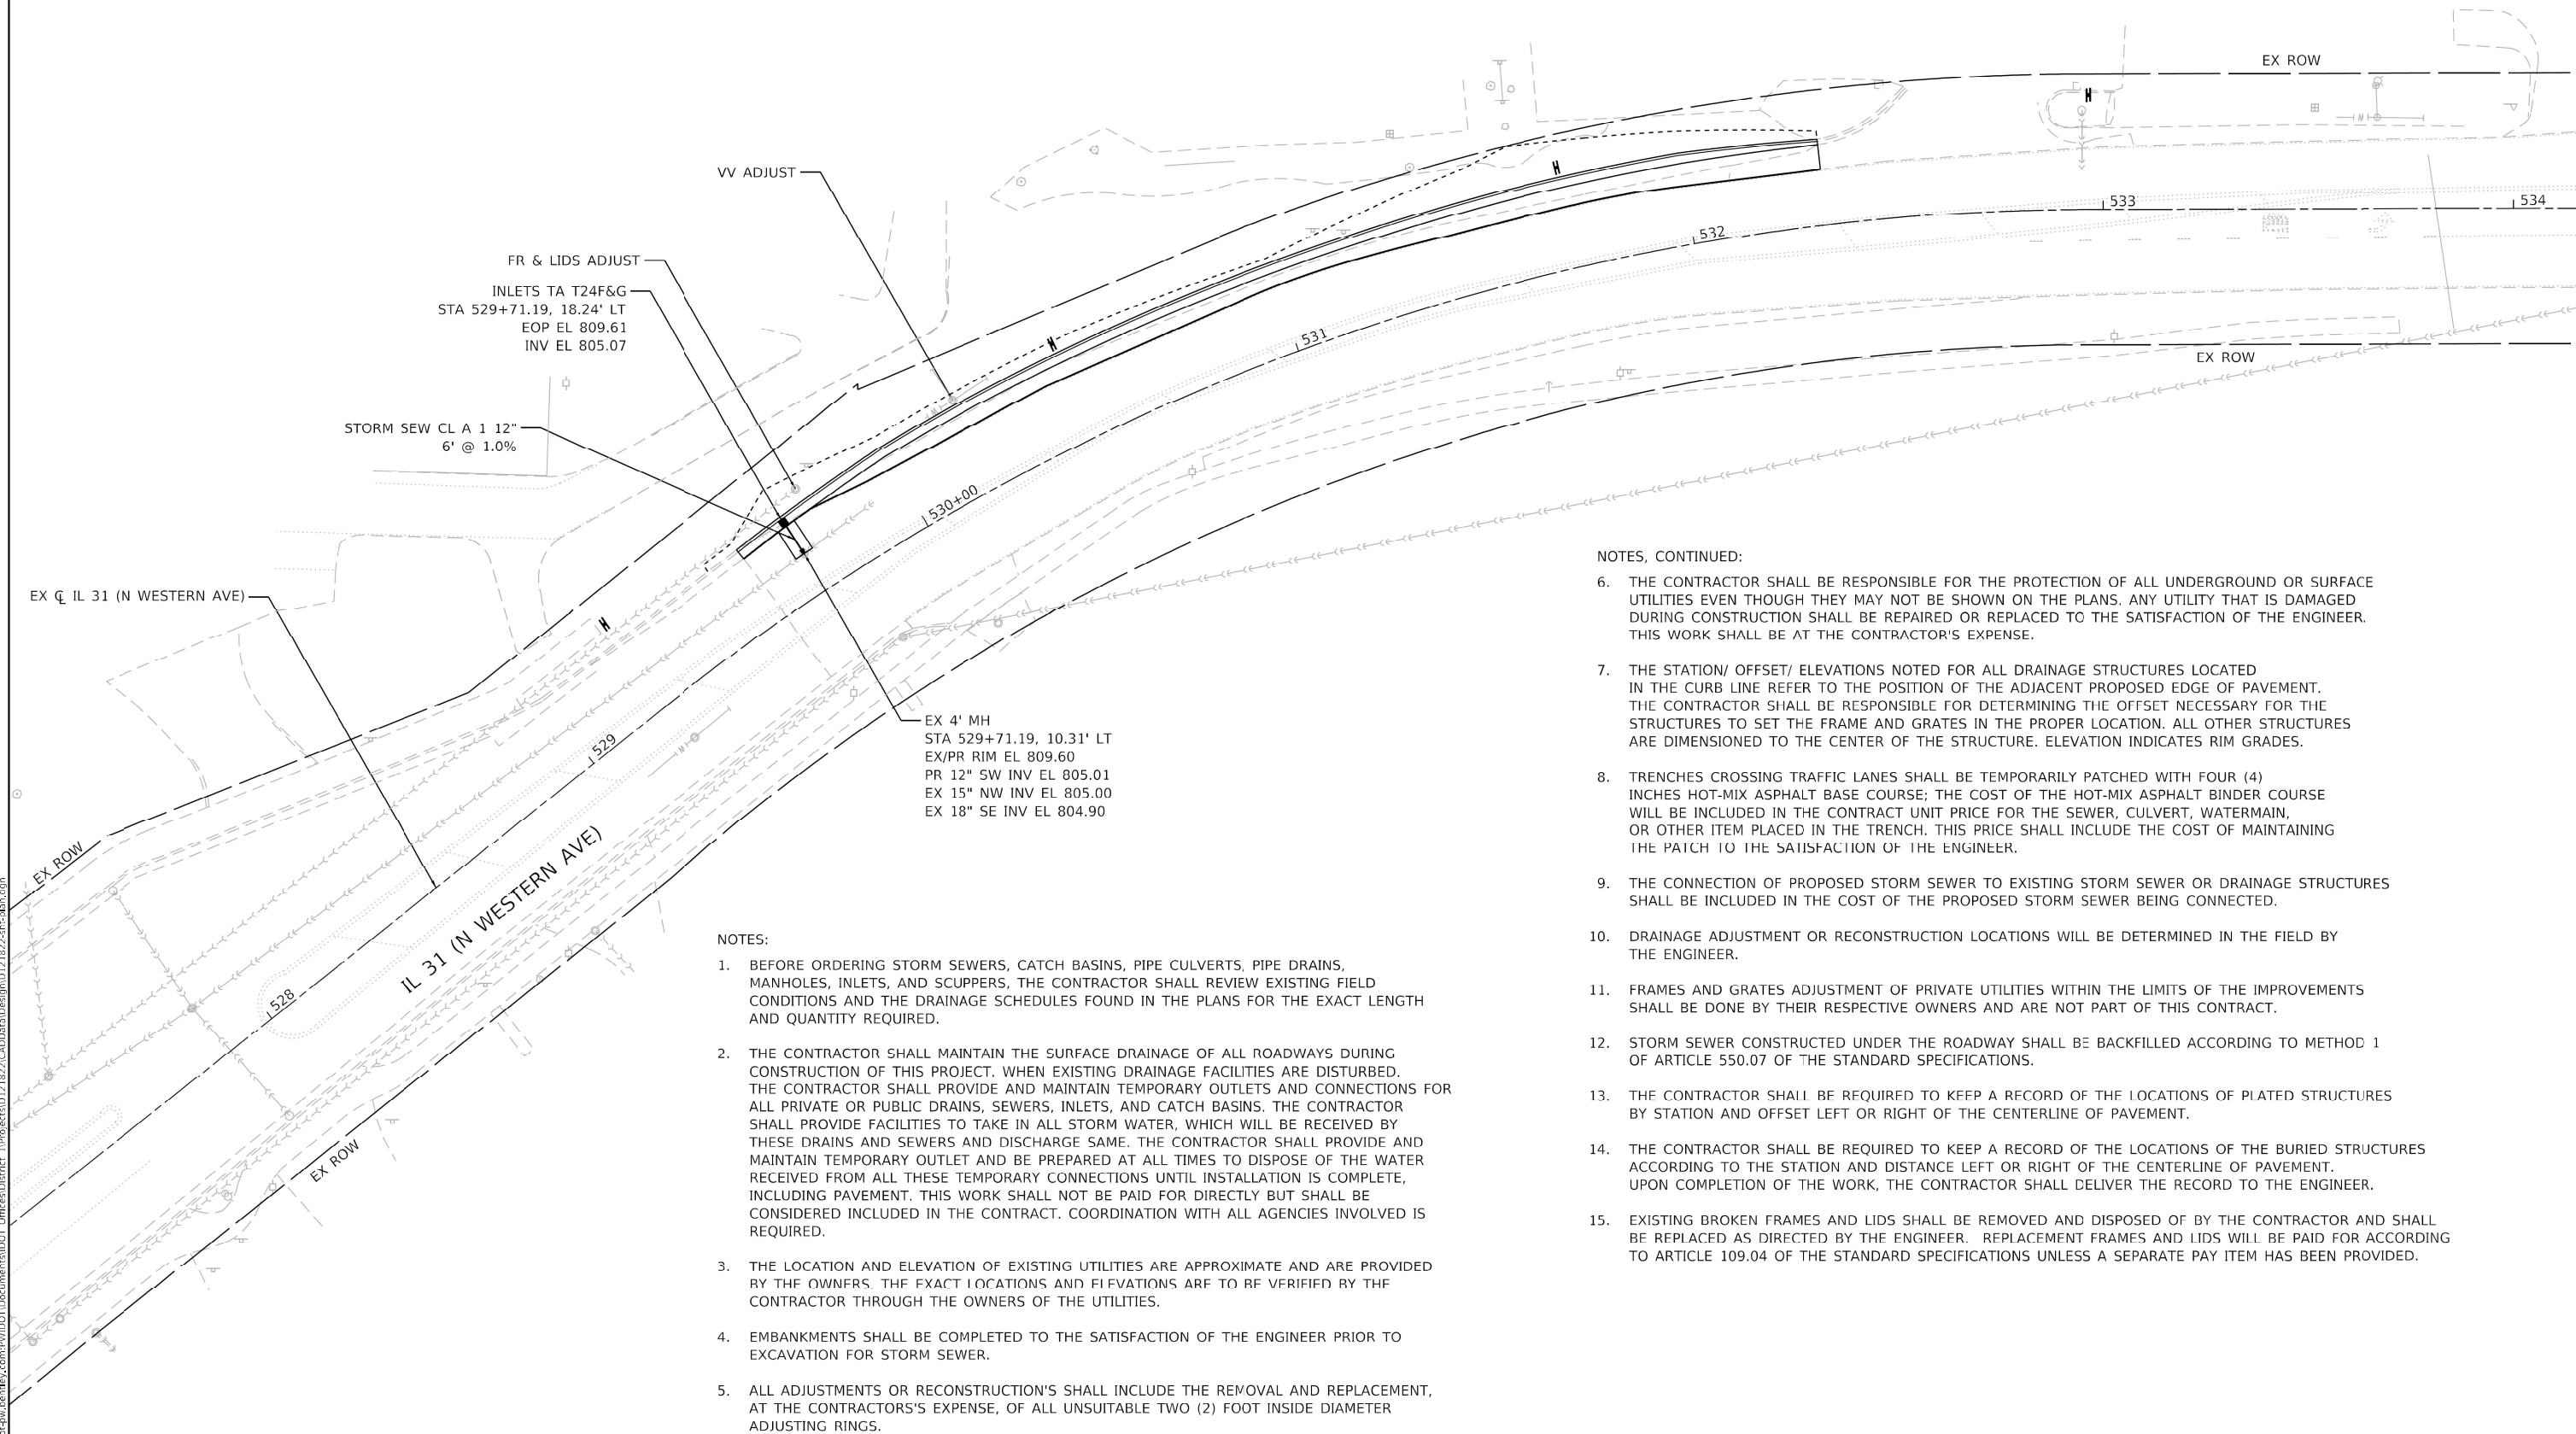 EX ROW
VV ADJUST
533
534
532
FR & LIDS ADJUST
INLETS TA T24F&G
STA 529+71.19, 18.24' LT
EOP EL 809.61
INV EL 805.07
531
EX ROW
STORM SEW CL A 1 12"
6' @ 1.0%
530+00
EX ℄ IL 31 (N WESTERN AVE)
529
EX 4' MH
STA 529+71.19, 10.31' LT
EX/PR RIM EL 809.60
PR 12" SW INV EL 805.01
EX 15" NW INV EL 805.00
EX 18" SE INV EL 804.90
EX ROW
IL 31 (N WESTERN AVE)
528
EX ROW
NOTES:
1. BEFORE ORDERING STORM SEWERS, CATCH BASINS, PIPE CULVERTS, PIPE DRAINS,
MANHOLES, INLETS, AND SCUPPERS, THE CONTRACTOR SHALL REVIEW EXISTING FIELD
CONDITIONS AND THE DRAINAGE SCHEDULES FOUND IN THE PLANS FOR THE EXACT LENGTH
AND QUANTITY REQUIRED.
2. THE CONTRACTOR SHALL MAINTAIN THE SURFACE DRAINAGE OF ALL ROADWAYS DURING
CONSTRUCTION OF THIS PROJECT. WHEN EXISTING DRAINAGE FACILITIES ARE DISTURBED.
THE CONTRACTOR SHALL PROVIDE AND MAINTAIN TEMPORARY OUTLETS AND CONNECTIONS FOR
ALL PRIVATE OR PUBLIC DRAINS, SEWERS, INLETS, AND CATCH BASINS. THE CONTRACTOR
SHALL PROVIDE FACILITIES TO TAKE IN ALL STORM WATER, WHICH WILL BE RECEIVED BY
THESE DRAINS AND SEWERS AND DISCHARGE SAME. THE CONTRACTOR SHALL PROVIDE AND
MAINTAIN TEMPORARY OUTLET AND BE PREPARED AT ALL TIMES TO DISPOSE OF THE WATER
RECEIVED FROM ALL THESE TEMPORARY CONNECTIONS UNTIL INSTALLATION IS COMPLETE,
INCLUDING PAVEMENT. THIS WORK SHALL NOT BE PAID FOR DIRECTLY BUT SHALL BE
CONSIDERED INCLUDED IN THE CONTRACT. COORDINATION WITH ALL AGENCIES INVOLVED IS
REQUIRED.
3. THE LOCATION AND ELEVATION OF EXISTING UTILITIES ARE APPROXIMATE AND ARE PROVIDED
BY THE OWNERS. THE EXACT LOCATIONS AND ELEVATIONS ARE TO BE VERIFIED BY THE
CONTRACTOR THROUGH THE OWNERS OF THE UTILITIES.
4. EMBANKMENTS SHALL BE COMPLETED TO THE SATISFACTION OF THE ENGINEER PRIOR TO
EXCAVATION FOR STORM SEWER.
5. ALL ADJUSTMENTS OR RECONSTRUCTION'S SHALL INCLUDE THE REMOVAL AND REPLACEMENT,
AT THE CONTRACTORS'S EXPENSE, OF ALL UNSUITABLE TWO (2) FOOT INSIDE DIAMETER
ADJUSTING RINGS.
NOTES, CONTINUED:
6. THE CONTRACTOR SHALL BE RESPONSIBLE FOR THE PROTECTION OF ALL UNDERGROUND OR SURFACE
UTILITIES EVEN THOUGH THEY MAY NOT BE SHOWN ON THE PLANS. ANY UTILITY THAT IS DAMAGED
DURING CONSTRUCTION SHALL BE REPAIRED OR REPLACED TO THE SATISFACTION OF THE ENGINEER.
THIS WORK SHALL BE AT THE CONTRACTOR'S EXPENSE.
7. THE STATION/ OFFSET/ ELEVATIONS NOTED FOR ALL DRAINAGE STRUCTURES LOCATED
IN THE CURB LINE REFER TO THE POSITION OF THE ADJACENT PROPOSED EDGE OF PAVEMENT.
THE CONTRACTOR SHALL BE RESPONSIBLE FOR DETERMINING THE OFFSET NECESSARY FOR THE
STRUCTURES TO SET THE FRAME AND GRATES IN THE PROPER LOCATION. ALL OTHER STRUCTURES
ARE DIMENSIONED TO THE CENTER OF THE STRUCTURE. ELEVATION INDICATES RIM GRADES.
8. TRENCHES CROSSING TRAFFIC LANES SHALL BE TEMPORARILY PATCHED WITH FOUR (4)
INCHES HOT-MIX ASPHALT BASE COURSE; THE COST OF THE HOT-MIX ASPHALT BINDER COURSE
WILL BE INCLUDED IN THE CONTRACT UNIT PRICE FOR THE SEWER, CULVERT, WATERMAIN,
OR OTHER ITEM PLACED IN THE TRENCH. THIS PRICE SHALL INCLUDE THE COST OF MAINTAINING
THE PATCH TO THE SATISFACTION OF THE ENGINEER.
9. THE CONNECTION OF PROPOSED STORM SEWER TO EXISTING STORM SEWER OR DRAINAGE STRUCTURES
SHALL BE INCLUDED IN THE COST OF THE PROPOSED STORM SEWER BEING CONNECTED.
10. DRAINAGE ADJUSTMENT OR RECONSTRUCTION LOCATIONS WILL BE DETERMINED IN THE FIELD BY
THE ENGINEER.
11. FRAMES AND GRATES ADJUSTMENT OF PRIVATE UTILITIES WITHIN THE LIMITS OF THE IMPROVEMENTS
SHALL BE DONE BY THEIR RESPECTIVE OWNERS AND ARE NOT PART OF THIS CONTRACT.
12. STORM SEWER CONSTRUCTED UNDER THE ROADWAY SHALL BE BACKFILLED ACCORDING TO METHOD 1
OF ARTICLE 550.07 OF THE STANDARD SPECIFICATIONS.
13. THE CONTRACTOR SHALL BE REQUIRED TO KEEP A RECORD OF THE LOCATIONS OF PLATED STRUCTURES
BY STATION AND OFFSET LEFT OR RIGHT OF THE CENTERLINE OF PAVEMENT.
14. THE CONTRACTOR SHALL BE REQUIRED TO KEEP A RECORD OF THE LOCATIONS OF THE BURIED STRUCTURES
ACCORDING TO THE STATION AND DISTANCE LEFT OR RIGHT OF THE CENTERLINE OF PAVEMENT.
UPON COMPLETION OF THE WORK, THE CONTRACTOR SHALL DELIVER THE RECORD TO THE ENGINEER.
15. EXISTING BROKEN FRAMES AND LIDS SHALL BE REMOVED AND DISPOSED OF BY THE CONTRACTOR AND SHALL
BE REPLACED AS DIRECTED BY THE ENGINEER. REPLACEMENT FRAMES AND LIDS WILL BE PAID FOR ACCORDING
TO ARTICLE 109.04 OF THE STANDARD SPECIFICATIONS UNLESS A SEPARATE PAY ITEM HAS BEEN PROVIDED.